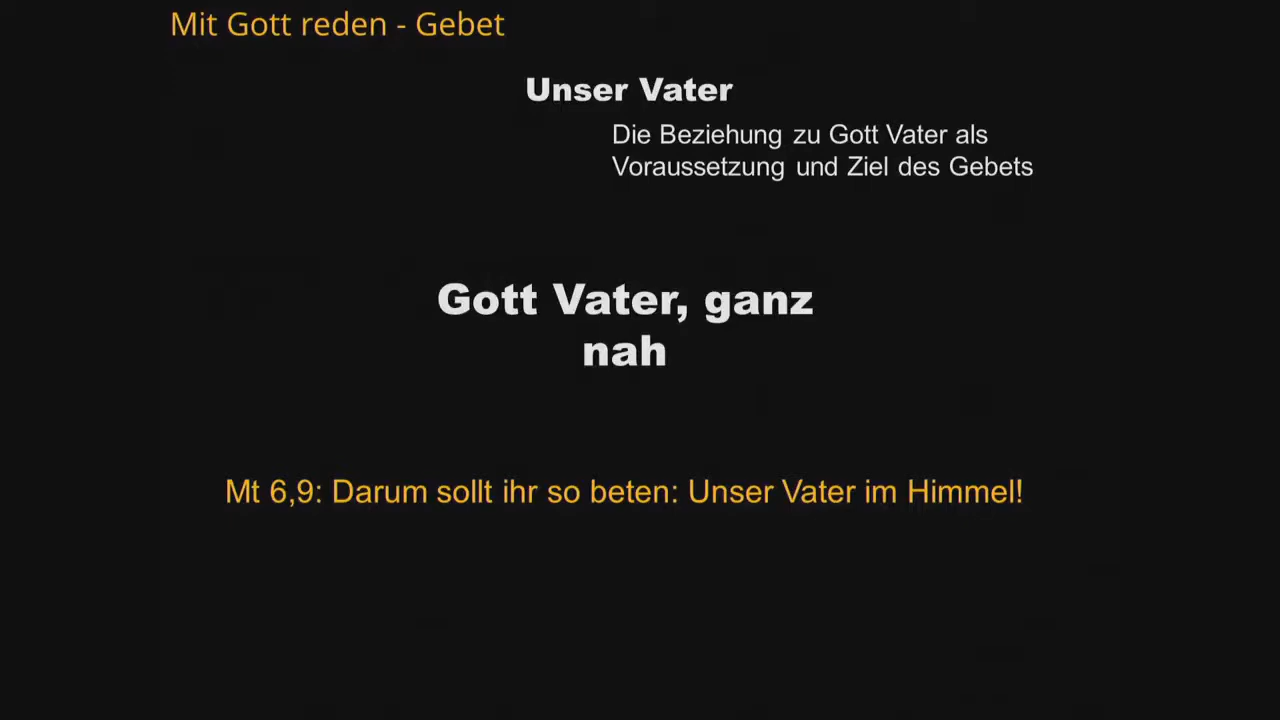 Mit Gott reden - Gebet
Unser Vater
Die Beziehung zu Gott Vater als
Voraussetzung und Ziel des Gebets
Gott Vater, ganz
nah
Mt 6,9: Darum sollt ihr so beten: Unser Vater im Himmel!